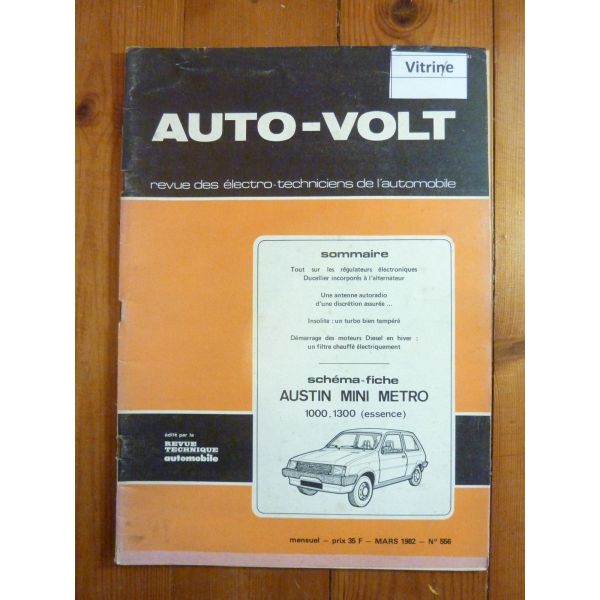 Vitrine
AUTO-VOLT
revue des électro-techniciens de l'automobile
sommaire
Tout sur les régulateurs électroniques
Ducellier incorporés à l'alternateur
Une antenne autoradio
d'une discrétion assurée ...
Insolite : un turbo bien tempéré
Démarrage des moteurs Diesel en hiver :
un filtre chauffé électriquement
schéma-fiche
AUSTIN MINI METRO
1000, 1300 (essence)
édité par la
REVUE
TECHNIQUE
automobile
mensuel – prix 35 F – MARS 1982 – N° 556